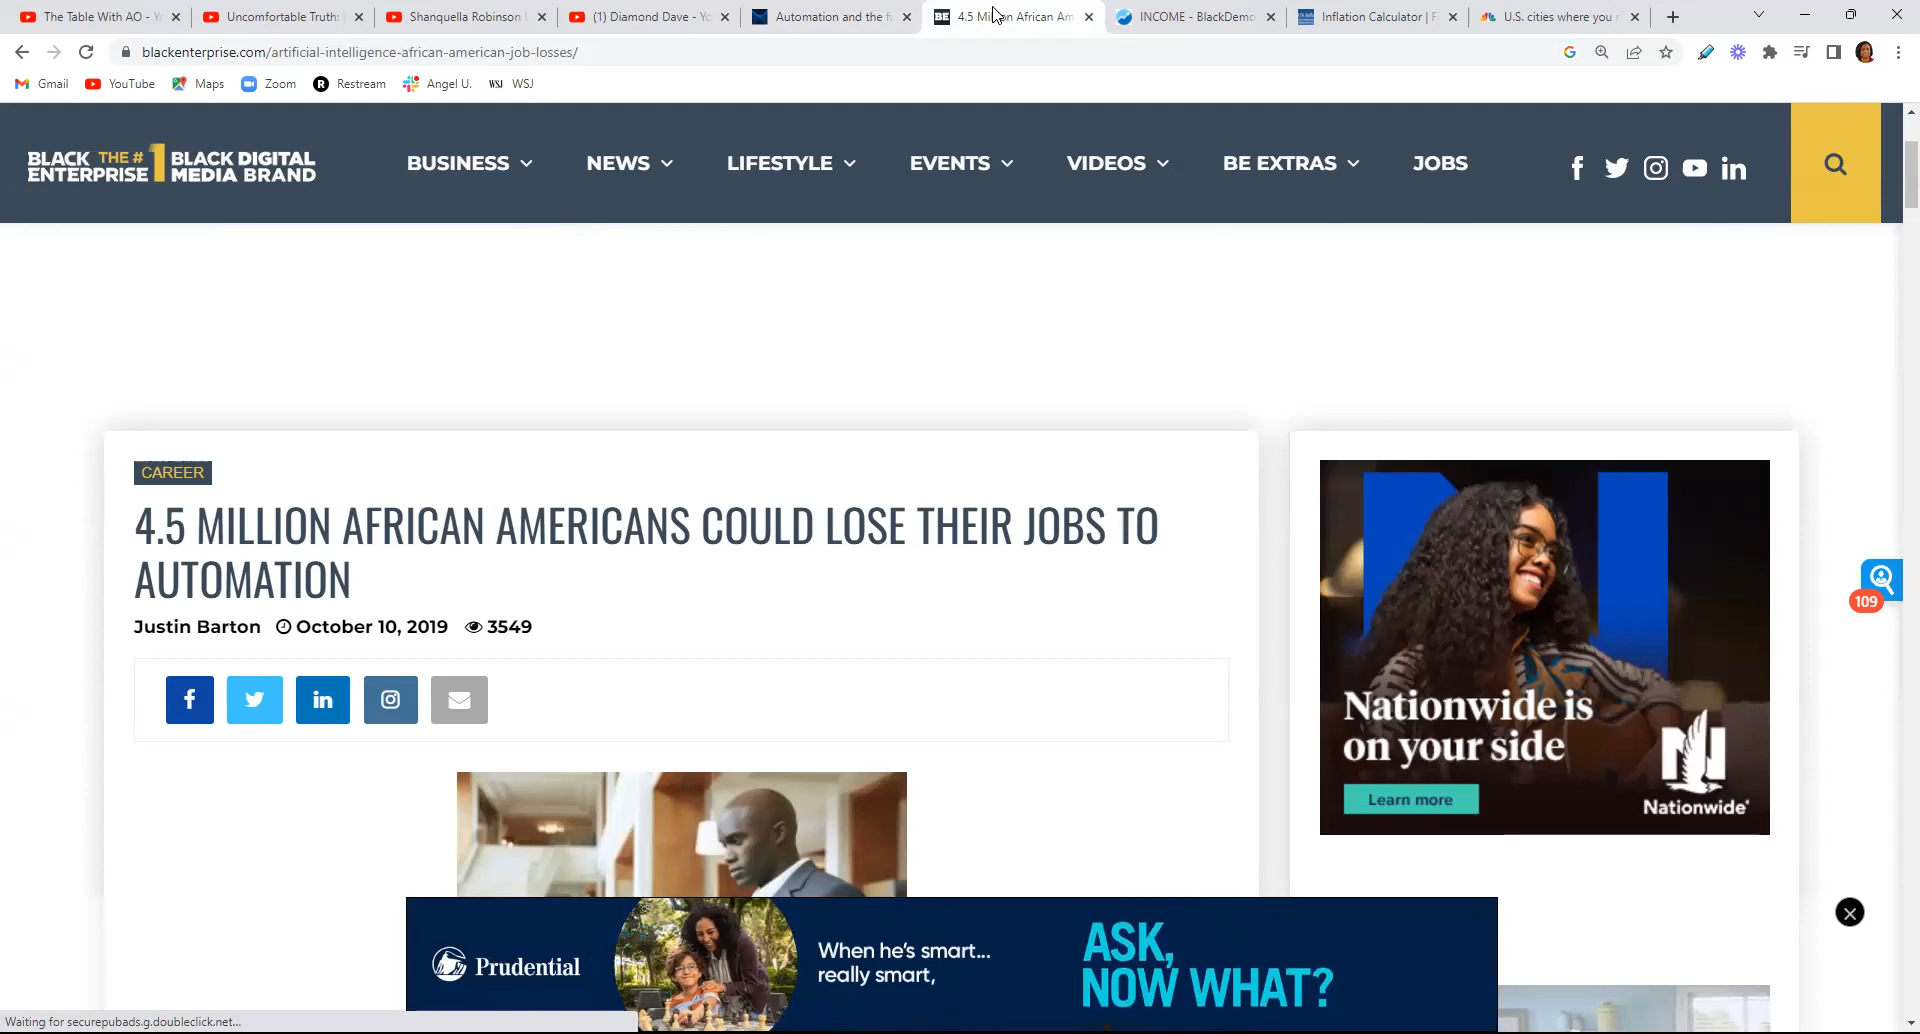 The Table With AO - Y
Uncomfortable Truth:
Shanquella Robinson
(1) Diamond Dave - Yo
Automation and the f
4.5 Million African Am
INCOME - BlackDemo
Inflation Calculator | F
U.S. cities where you
blackenterprise.com/artificial-intelligence-african-american-job-losses/
Gmail YouTube Maps Zoom Restream Angel U. WSJ WSJ
BLACK ENTERPRISE
THE #1 BLACK DIGITAL MEDIA BRAND
BUSINESS NEWS LIFESTYLE EVENTS VIDEOS BE EXTRAS JOBS
CAREER
4.5 MILLION AFRICAN AMERICANS COULD LOSE THEIR JOBS TO
AUTOMATION
Justin Barton October 10, 2019 3549
Nationwide is
on your side
Learn more
Nationwide
109
Prudential
When he's smart...
really smart,
ASK,
NOW WHAT?
Waiting for securepubads.g.doubleclick.net...